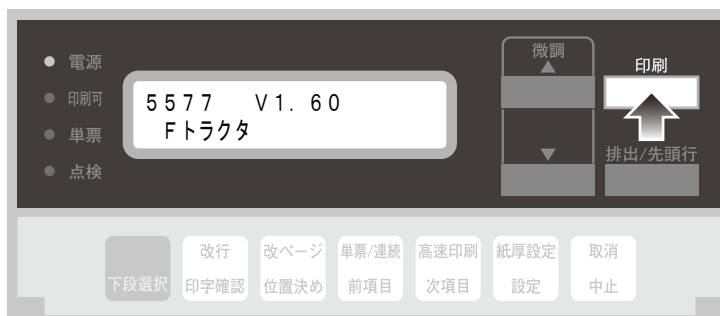 電源
印刷可
単票
点検
5577 V1.60
Fトラクタ
微調
▲
▼
印刷
排出/先頭行
下段選択
改行
印字確認
改ページ
位置決め
単票/連続
前項目
高速印刷
次項目
紙厚設定
設定
取消
中止